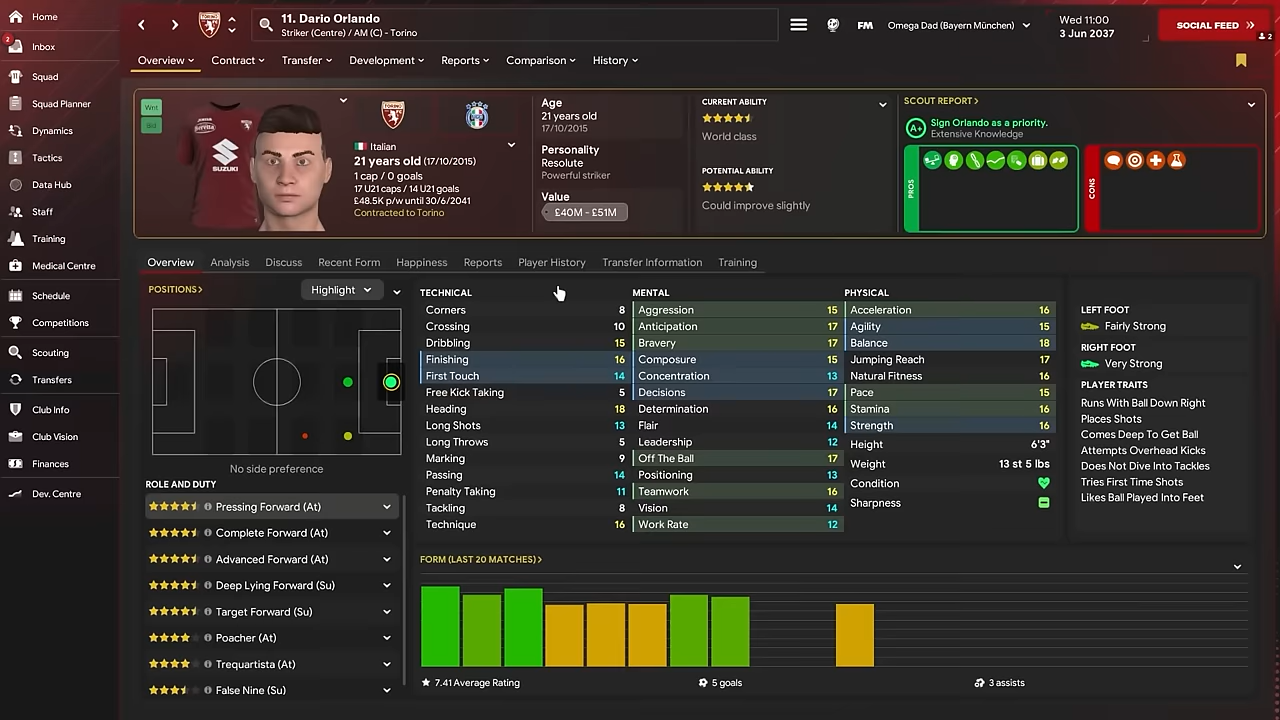 Home
2
Inbox
Squad
Squad Planner
Dynamics
Tactics
Data Hub
Staff
Training
Medical Centre
Schedule
Competitions
Scouting
Transfers
Club Info
Club Vision
Finances
Dev. Centre
11. Dario Orlando
Striker (Centre) / AM (C) - Torino
FM
Omega Dad (Bayern München)
Wed 11:00
3 Jun 2037
SOCIAL FEED
2
Overview
Contract
Transfer
Development
Reports
Comparison
History
Wnt
Bid
SUZUKI
Italian
21 years old (17/10/2015)
1 cap / 0 goals
17 U21 caps / 14 U21 goals
£48.5K p/w until 30/6/2041
Contracted to Torino
Age
21 years old
17/10/2015
Personality
Resolute
Powerful striker
Value
£40M - £51M
CURRENT ABILITY
World class
POTENTIAL ABILITY
Could improve slightly
SCOUT REPORT >
A+
Sign Orlando as a priority.
Extensive Knowledge
PROS
CONS
Overview
Analysis
Discuss
Recent Form
Happiness
Reports
Player History
Transfer Information
Training
POSITIONS >
Highlight
No side preference
ROLE AND DUTY
Pressing Forward (At)
Complete Forward (At)
Advanced Forward (At)
Deep Lying Forward (Su)
Target Forward (Su)
Poacher (At)
Trequartista (At)
False Nine (Su)
TECHNICAL
Corners 8
Crossing 10
Dribbling 15
Finishing 16
First Touch 14
Free Kick Taking 5
Heading 18
Long Shots 13
Long Throws 5
Marking 9
Passing 14
Penalty Taking 11
Tackling 8
Technique 16
MENTAL
Aggression 15
Anticipation 17
Bravery 17
Composure 15
Concentration 13
Decisions 17
Determination 16
Flair 14
Leadership 12
Off The Ball 17
Positioning 13
Teamwork 16
Vision 14
Work Rate 12
PHYSICAL
Acceleration 16
Agility 15
Balance 18
Jumping Reach 17
Natural Fitness 16
Pace 15
Stamina 16
Strength 16
Height 6'3"
Weight 13 st 5 lbs
Condition
Sharpness
LEFT FOOT
Fairly Strong
RIGHT FOOT
Very Strong
PLAYER TRAITS
Runs With Ball Down Right
Places Shots
Comes Deep To Get Ball
Attempts Overhead Kicks
Does Not Dive Into Tackles
Tries First Time Shots
Likes Ball Played Into Feet
FORM (LAST 20 MATCHES) >
7.41 Average Rating
5 goals
3 assists